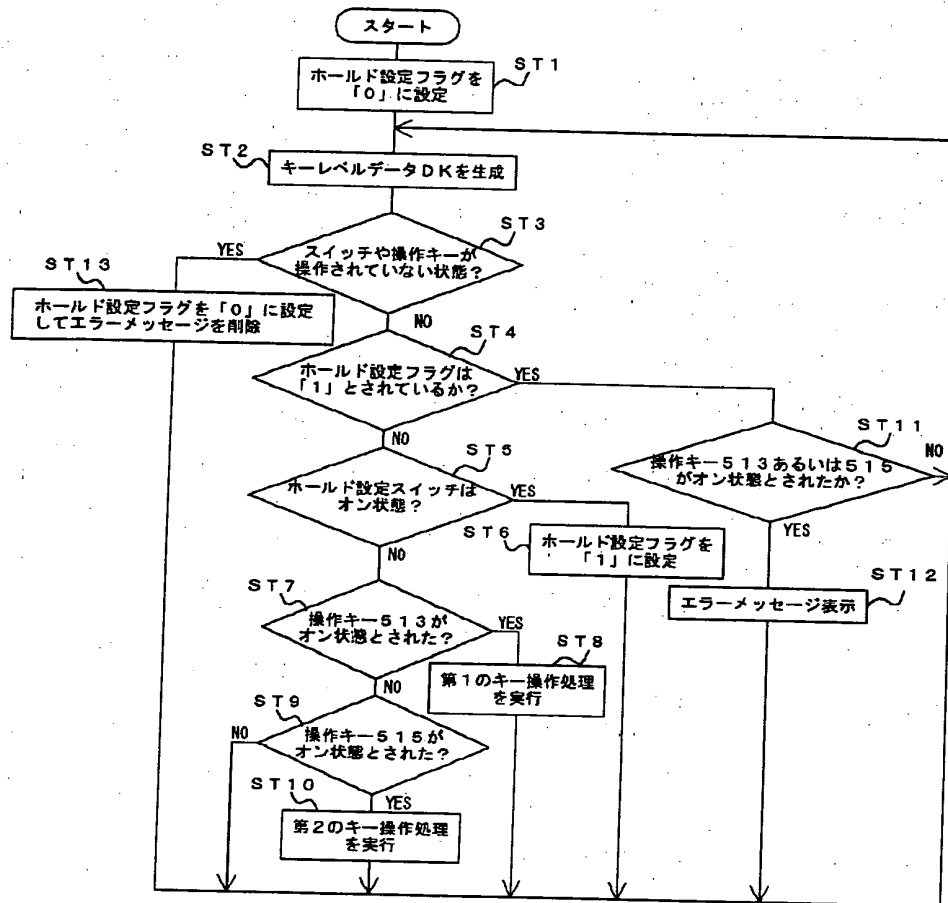 スタート
ST1
ホールド設定フラグを
「0」に設定
ST2
キーレベルデータDKを生成
ST3
スイッチや操作キーが
操作されていない状態?
YES
NO
ST13
ホールド設定フラグを「0」に設定
してエラーメッセージを削除
ST4
ホールド設定フラグは
「1」とされているか?
YES
NO
ST11
操作キー513あるいは515
がオン状態とされたか?
NO
YES
ST5
ホールド設定スイッチは
オン状態?
YES
NO
ST6
ホールド設定フラグを
「1」に設定
ST12
エラーメッセージ表示
ST7
操作キー513が
オン状態とされた?
YES
NO
ST8
第1のキー操作処理
を実行
ST9
操作キー515が
オン状態とされた?
NO
YES
ST10
第2のキー操作処理
を実行